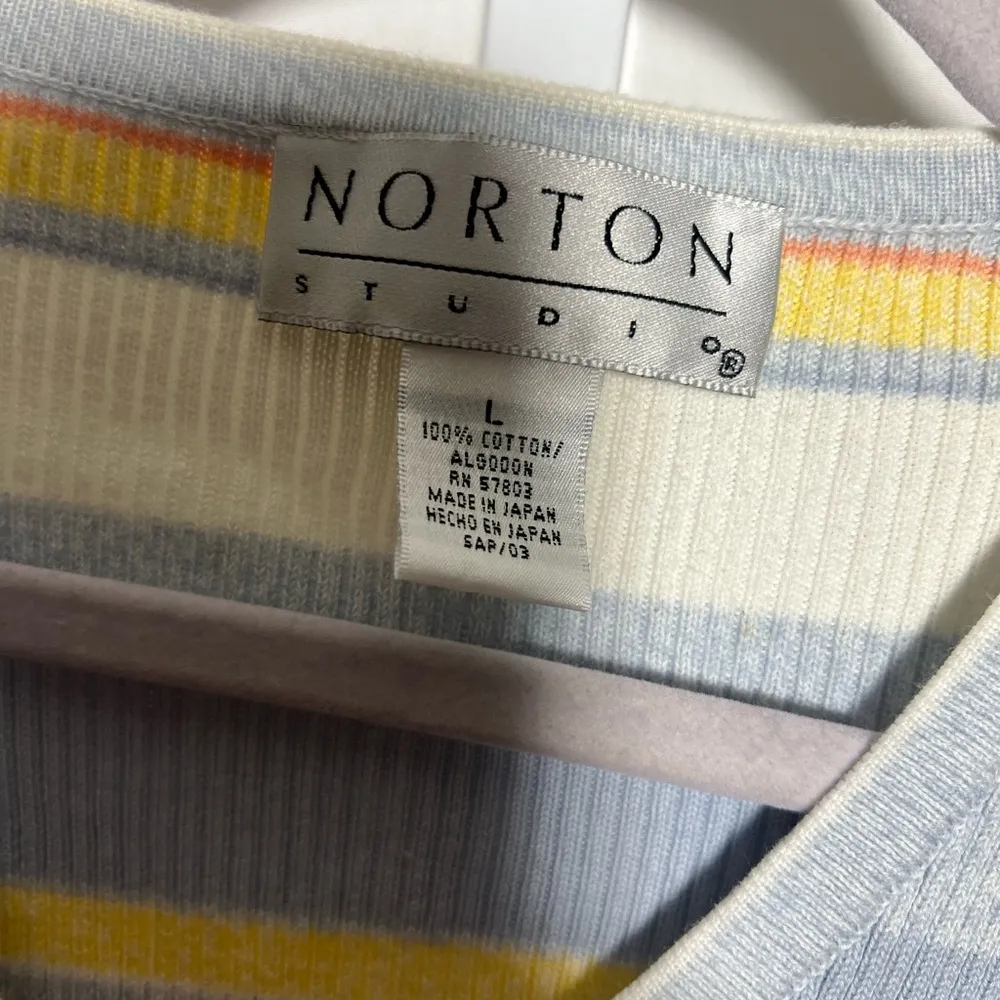 NORTON
STUDIO®
L
100% COTTON/
ALGODON
RN 57803
MADE IN JAPAN
HECHO EN JAPAN
SAP/03